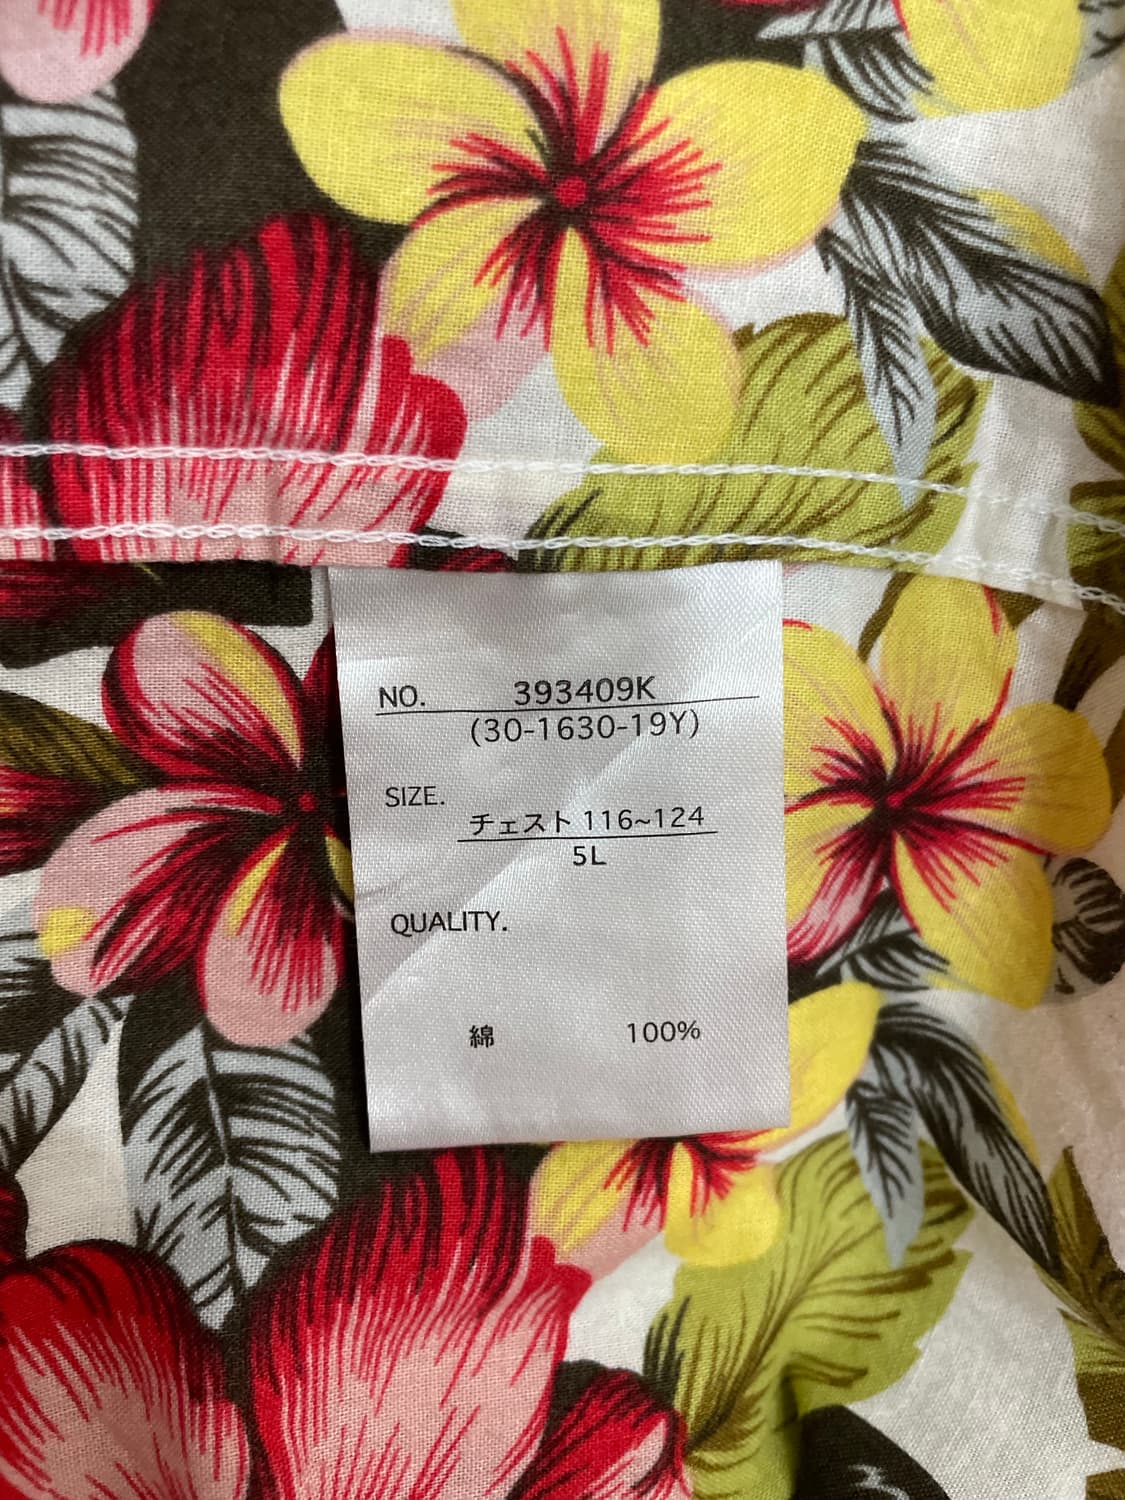 NO. 393409K
(30-1630-19Y)
SIZE.
チェスト 116~124
5L
QUALITY.
綿 100%